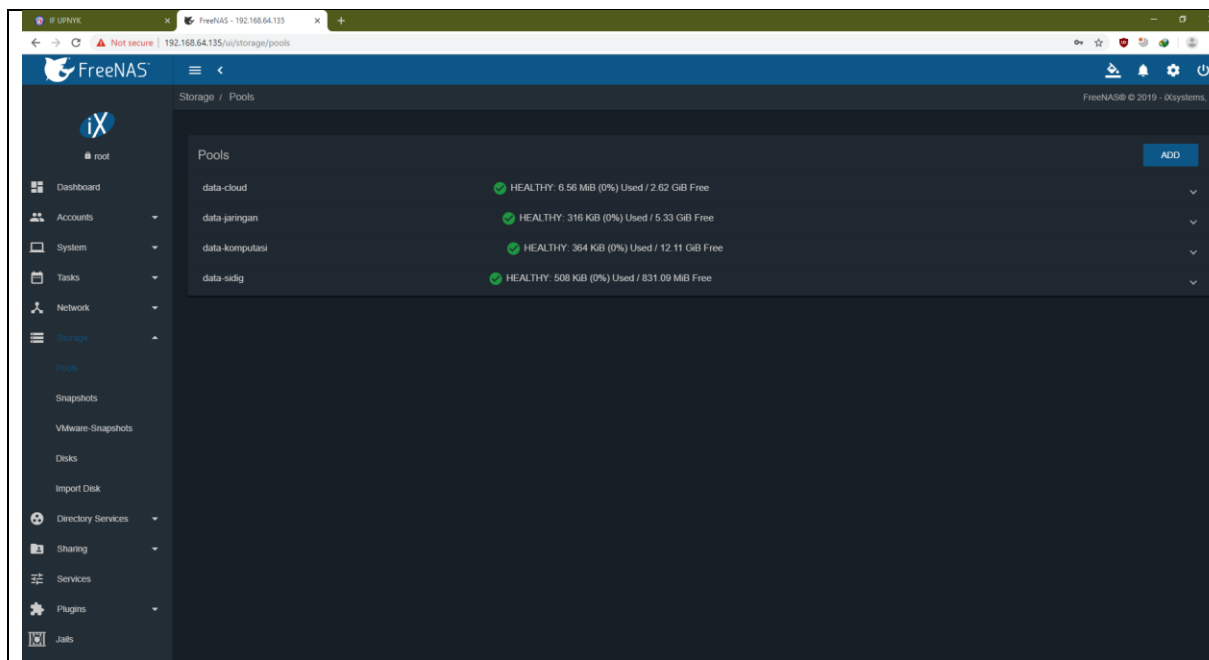 IF UPNYK
FreeNAS - 192.168.64.135
Not secure | 192.168.64.135/ui/storage/pools
FreeNAS
Storage / Pools
FreeNAS® © 2019 - iXsystems,
iX
root
Pools
ADD
data-cloud HEALTHY: 6.56 MiB (0%) Used / 2.62 GiB Free
data-jaringan HEALTHY: 316 KiB (0%) Used / 5.33 GiB Free
data-komputasi HEALTHY: 364 KiB (0%) Used / 12.11 GiB Free
data-sidig HEALTHY: 508 KiB (0%) Used / 831.09 MiB Free
Dashboard
Accounts
System
Tasks
Network
Storage
Pools
Snapshots
VMware-Snapshots
Disks
Import Disk
Directory Services
Sharing
Services
Plugins
Jails